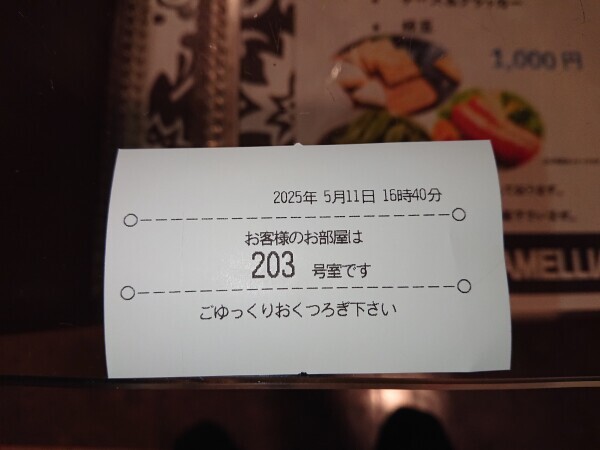 1,000円
2025年 5月11日 16時40分
お客様のお部屋は
203 号室です
ごゆっくりおくつろぎ下さい
AMELLIA